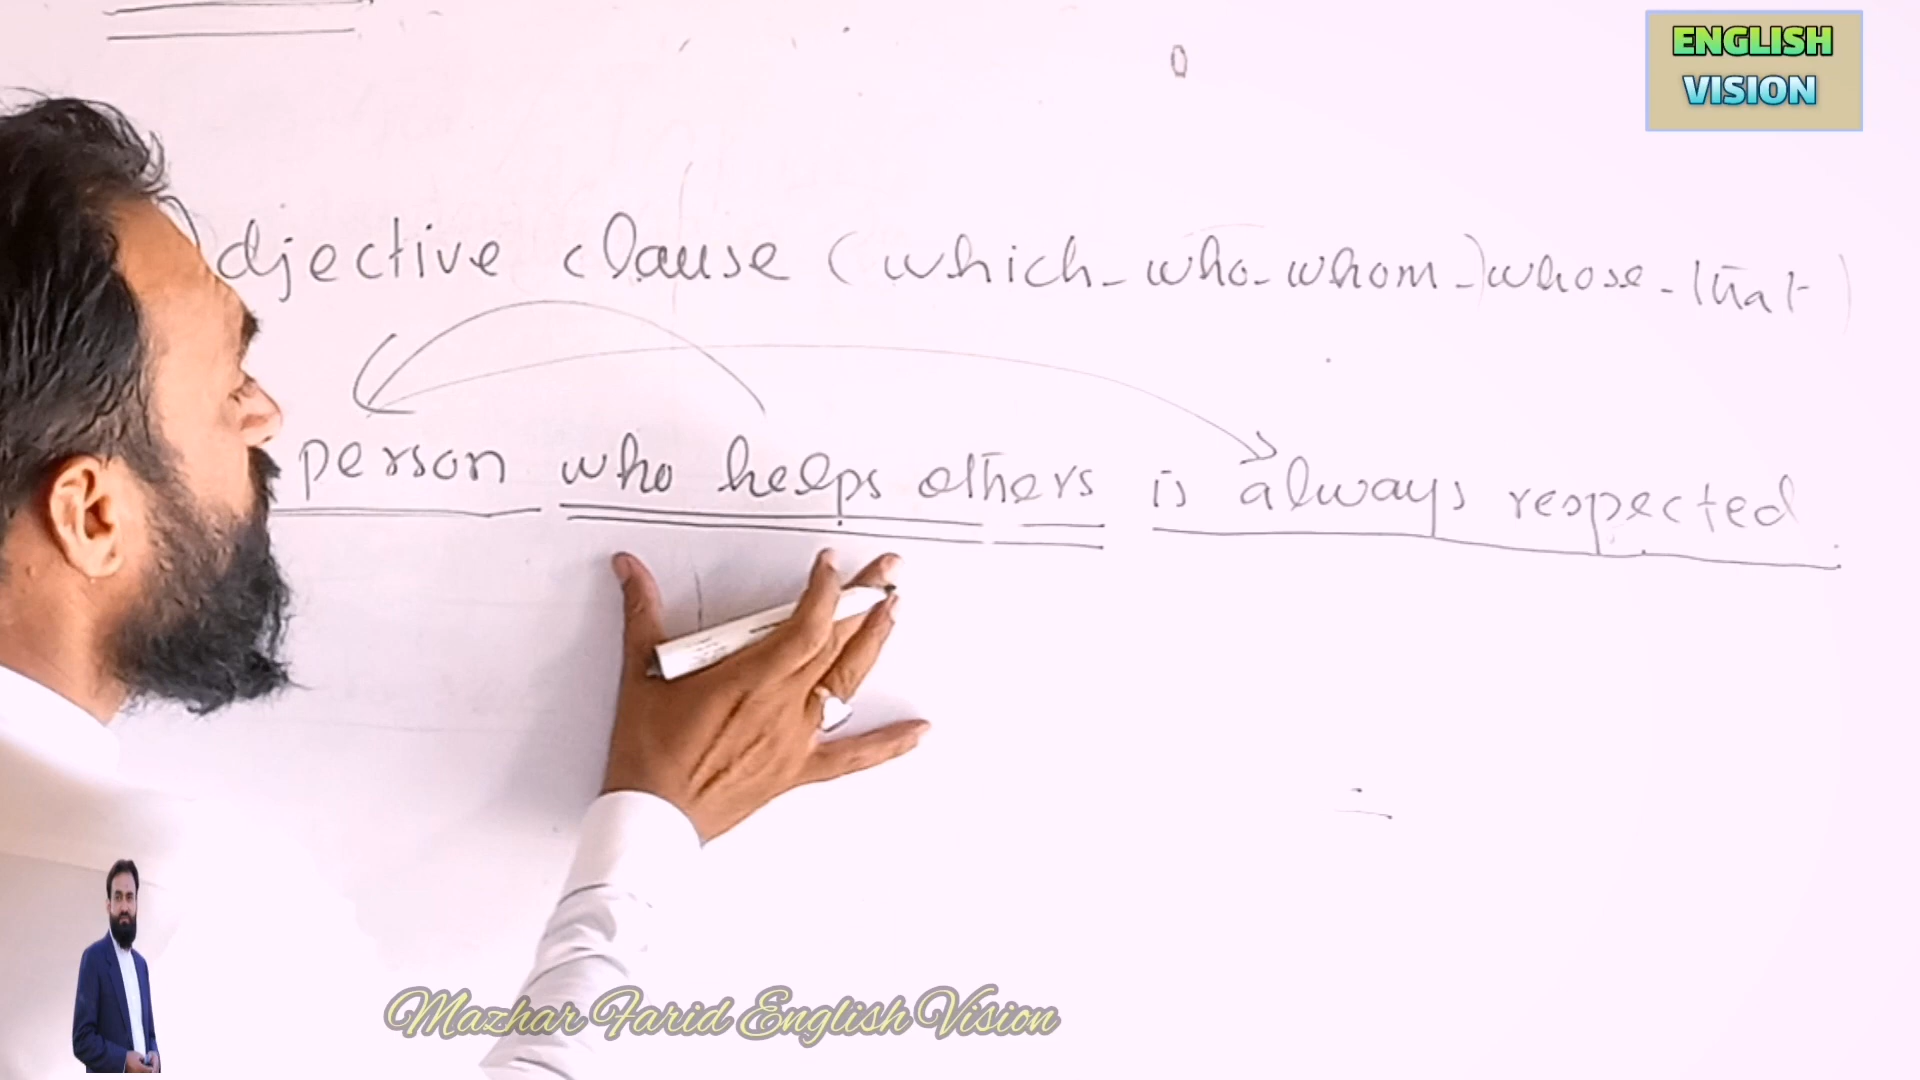 ENGLISH
VISION
Adjective clause (which - who - whom -) whose - that)
person who helps others is always respected
Mazhar Farid English Vision